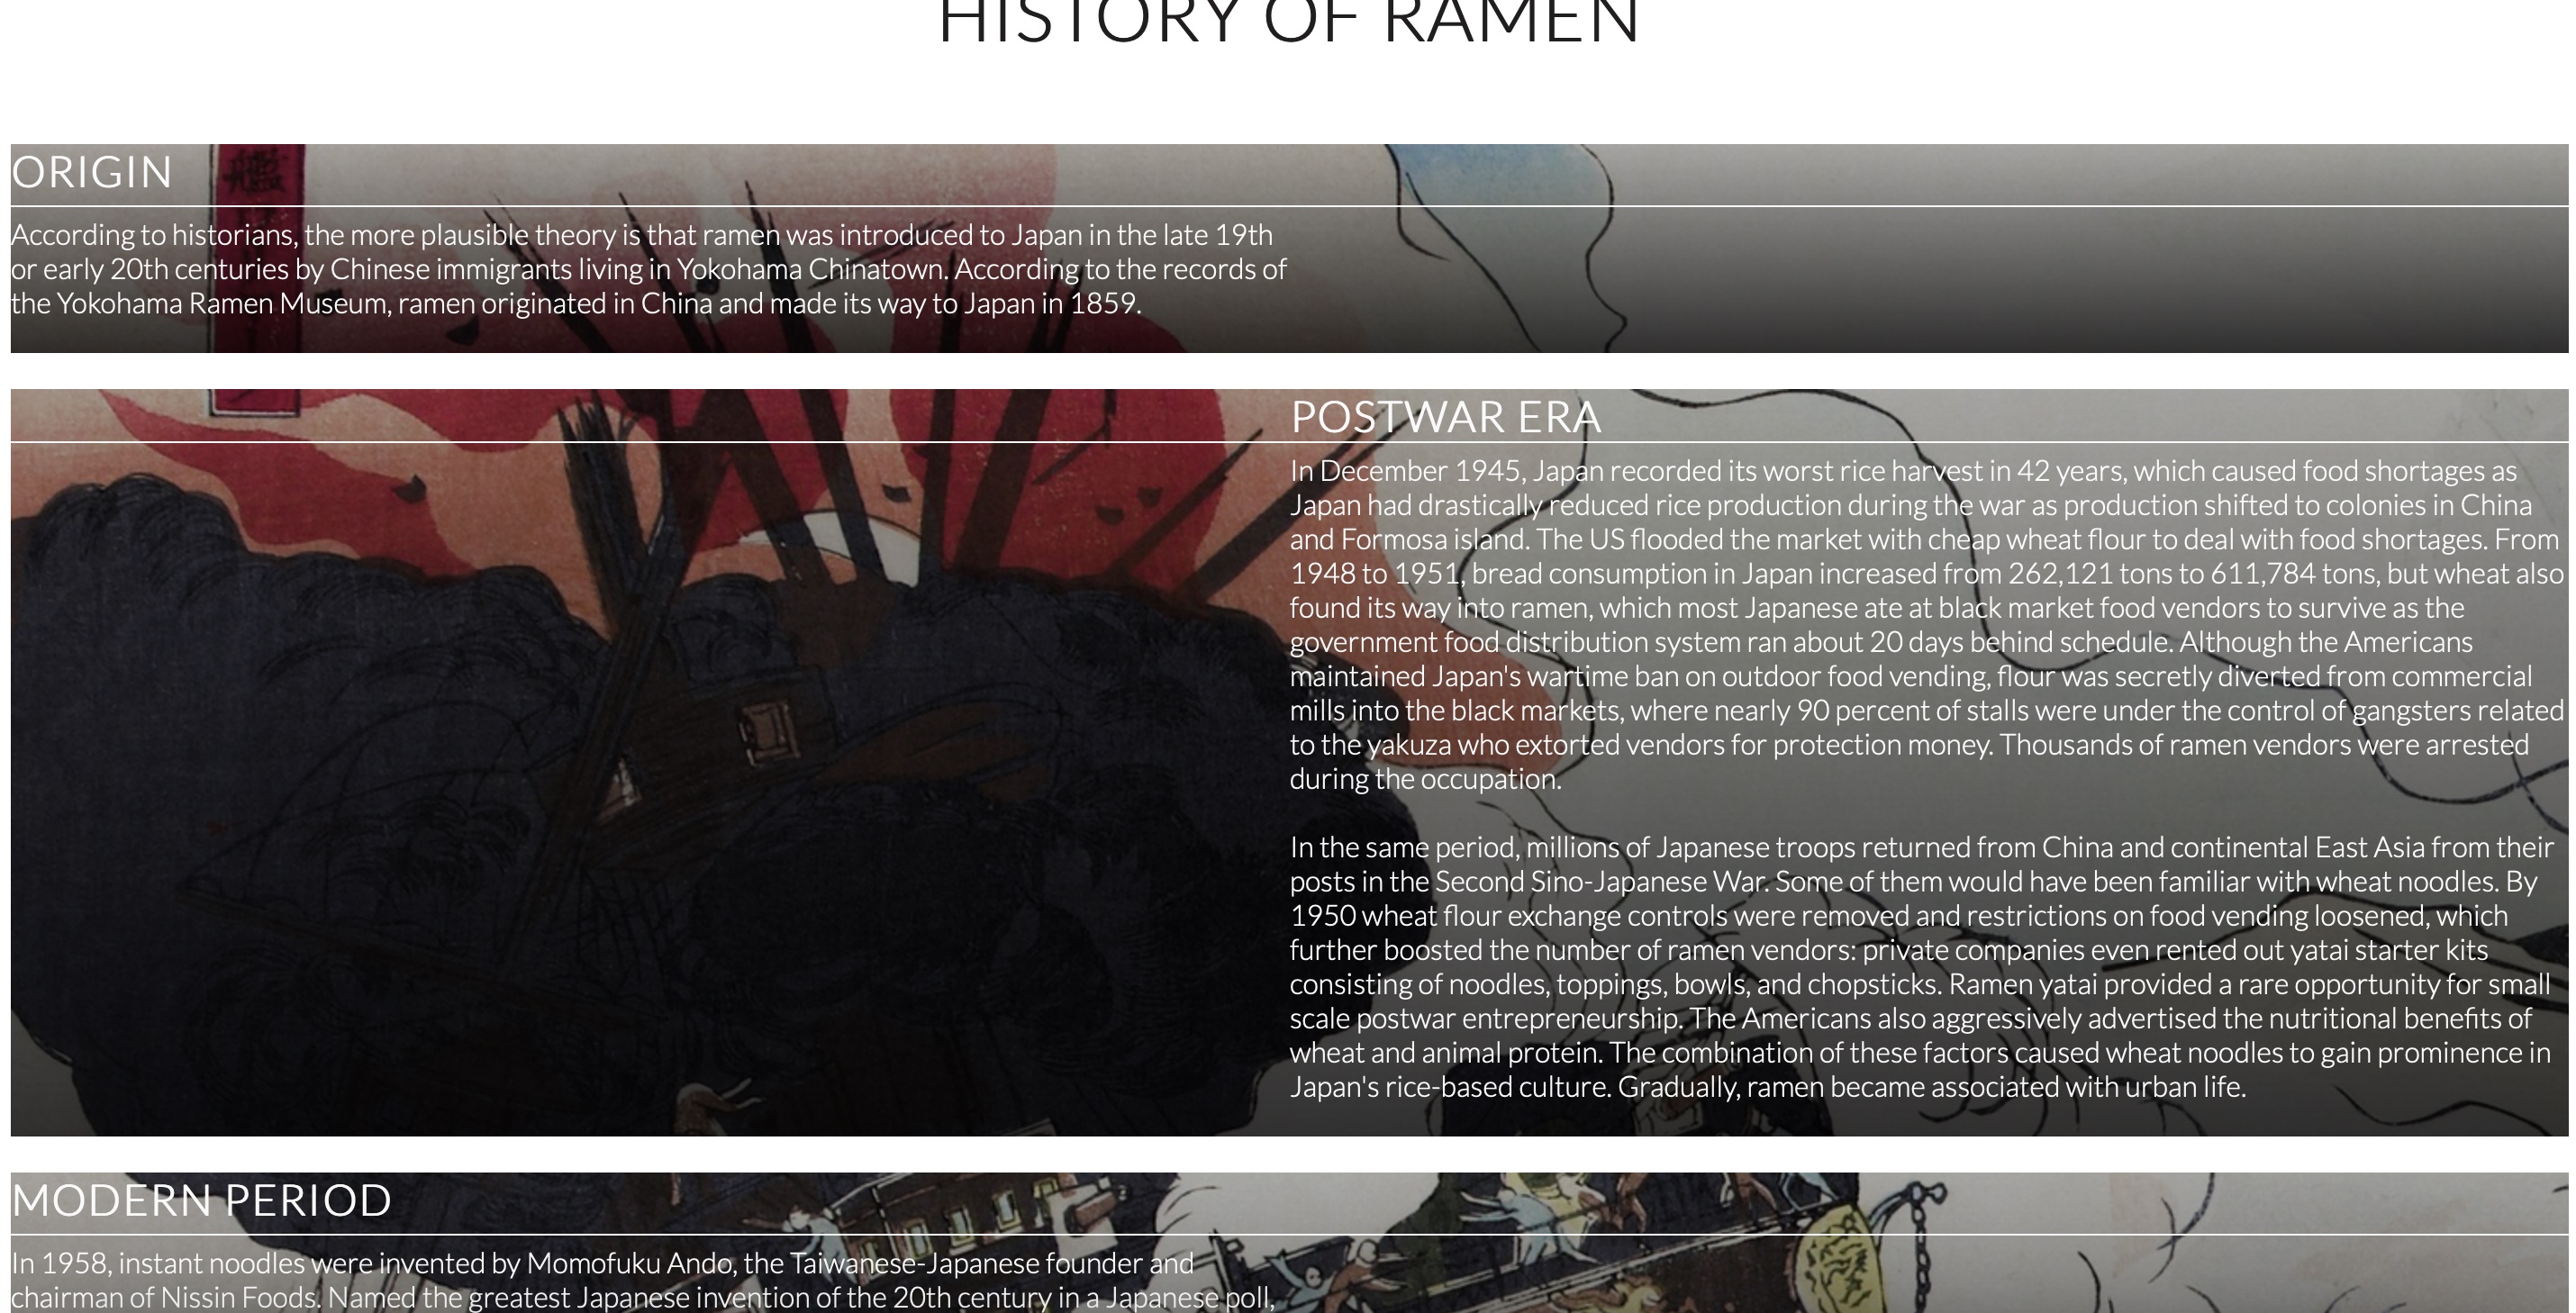 HISTORY OF RAMEN
ORIGIN
According to historians, the more plausible theory is that ramen was introduced to Japan in the late 19th
or early 20th centuries by Chinese immigrants living in Yokohama Chinatown. According to the records of
the Yokohama Ramen Museum, ramen originated in China and made its way to Japan in 1859.
POSTWAR ERA
In December 1945, Japan recorded its worst rice harvest in 42 years, which caused food shortages as
Japan had drastically reduced rice production during the war as production shifted to colonies in China
and Formosa island. The US flooded the market with cheap wheat flour to deal with food shortages. From
1948 to 1951, bread consumption in Japan increased from 262,121 tons to 611,784 tons, but wheat also
found its way into ramen, which most Japanese ate at black market food vendors to survive as the
government food distribution system ran about 20 days behind schedule. Although the Americans
maintained Japan's wartime ban on outdoor food vending, flour was secretly diverted from commercial
mills into the black markets, where nearly 90 percent of stalls were under the control of gangsters related
to the yakuza who extorted vendors for protection money. Thousands of ramen vendors were arrested
during the occupation.
In the same period, millions of Japanese troops returned from China and continental East Asia from their
posts in the Second Sino-Japanese War. Some of them would have been familiar with wheat noodles. By
1950 wheat flour exchange controls were removed and restrictions on food vending loosened, which
further boosted the number of ramen vendors: private companies even rented out yatai starter kits
consisting of noodles, toppings, bowls, and chopsticks. Ramen yatai provided a rare opportunity for small
scale postwar entrepreneurship. The Americans also aggressively advertised the nutritional benefits of
wheat and animal protein. The combination of these factors caused wheat noodles to gain prominence in
Japan's rice-based culture. Gradually, ramen became associated with urban life.
MODERN PERIOD
In 1958, instant noodles were invented by Momofuku Ando, the Taiwanese-Japanese founder and
chairman of Nissin Foods. Named the greatest Japanese invention of the 20th century in a Japanese poll,